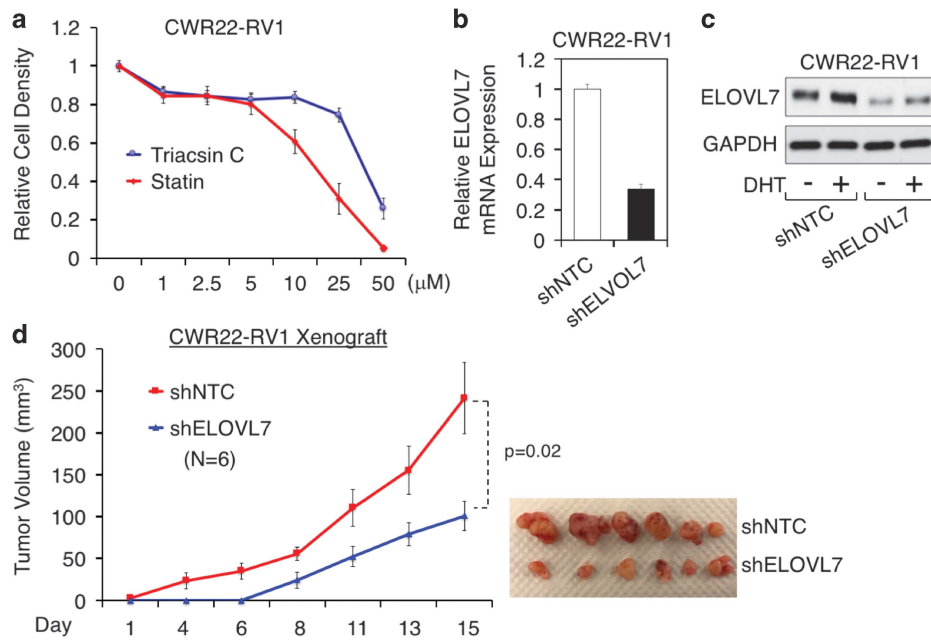 a
CWR22-RV1
Relative Cell Density
1.2
1
0.8
0.6
0.4
0.2
0
Triacsin C
Statin
0 1 2.5 5 10 25 50 (μM)
b
CWR22-RV1
Relative ELOVL7
mRNA Expression
1.2
1
0.8
0.6
0.4
0.2
0
shNTC
shELVOL7
c
CWR22-RV1
ELOVL7
GAPDH
DHT - + - +
shNTC
shELOVL7
d
CWR22-RV1 Xenograft
Tumor Volume (mm³)
300
250
200
150
100
50
0
shNTC
shELOVL7
(N=6)
p=0.02
Day 1 4 6 8 11 13 15
shNTC
shELOVL7